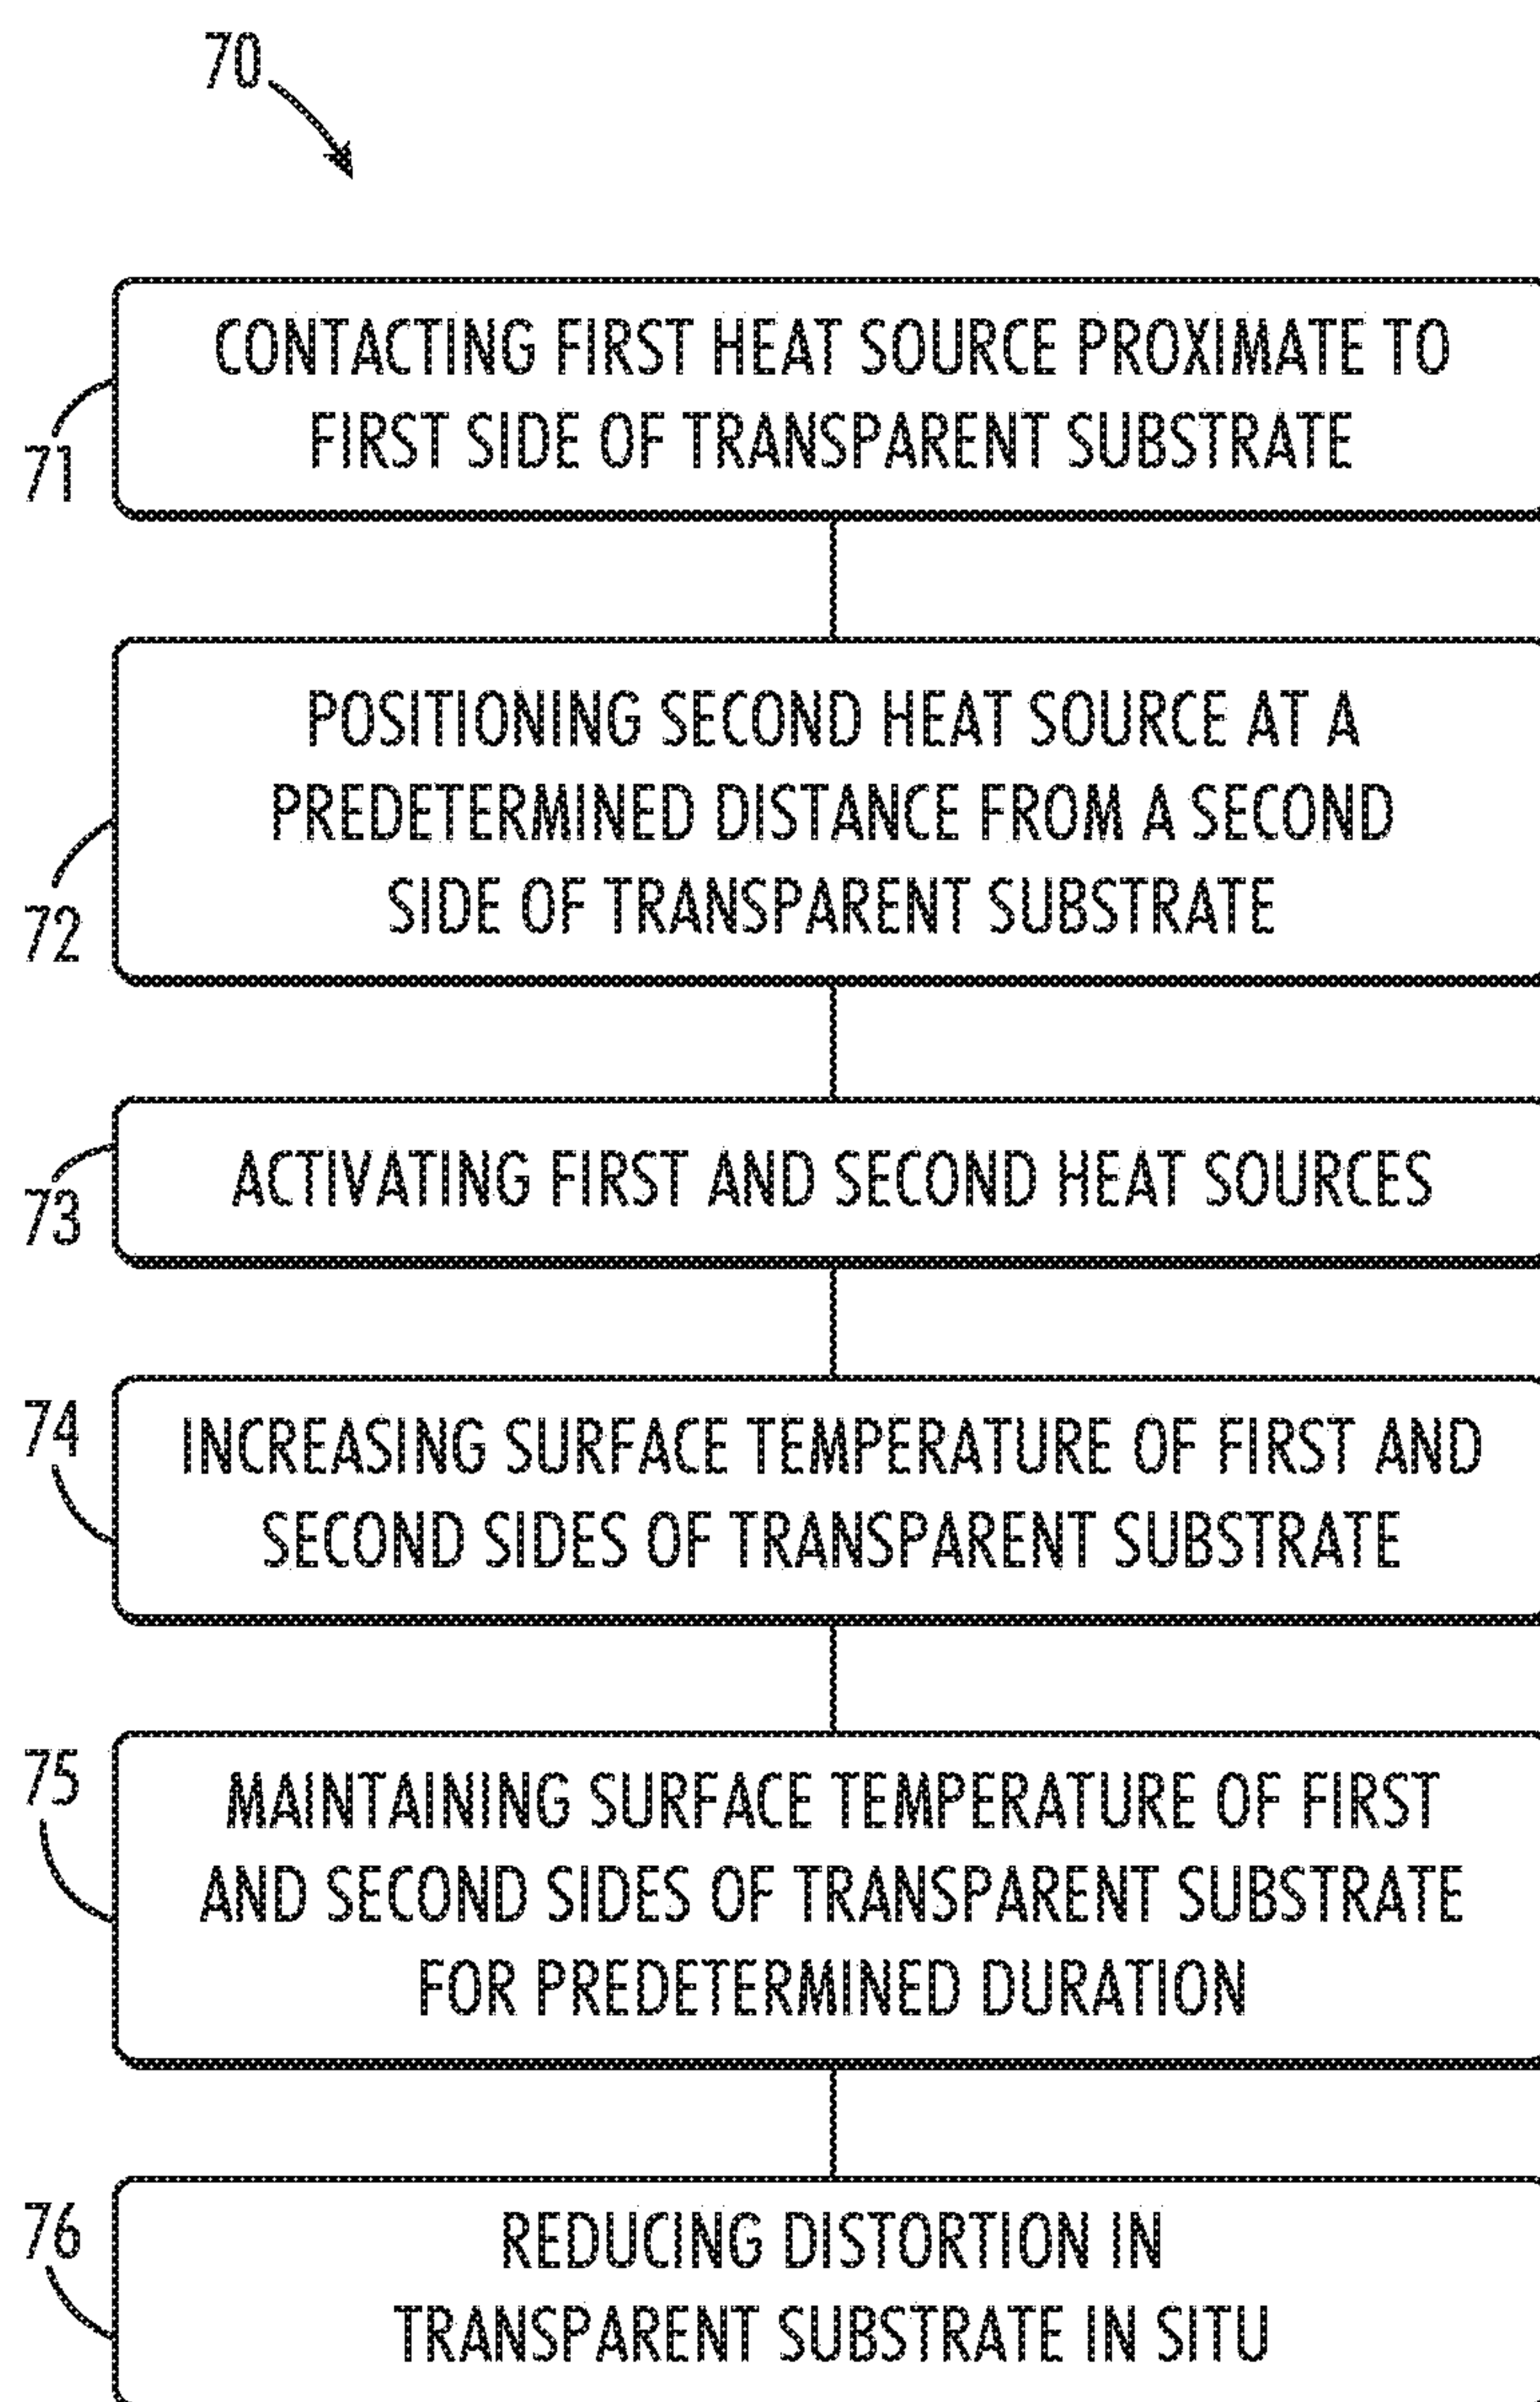 70
CONTACTING FIRST HEAT SOURCE PROXIMATE TO
FIRST SIDE OF TRANSPARENT SUBSTRATE
71
POSITIONING SECOND HEAT SOURCE AT A
PREDETERMINED DISTANCE FROM A SECOND
SIDE OF TRANSPARENT SUBSTRATE
72
ACTIVATING FIRST AND SECOND HEAT SOURCES
73
74
INCREASING SURFACE TEMPERATURE OF FIRST AND
SECOND SIDES OF TRANSPARENT SUBSTRATE
75
MAINTAINING SURFACE TEMPERATURE OF FIRST
AND SECOND SIDES OF TRANSPARENT SUBSTRATE
FOR PREDETERMINED DURATION
76
REDUCING DISTORTION IN
TRANSPARENT SUBSTRATE IN SITU